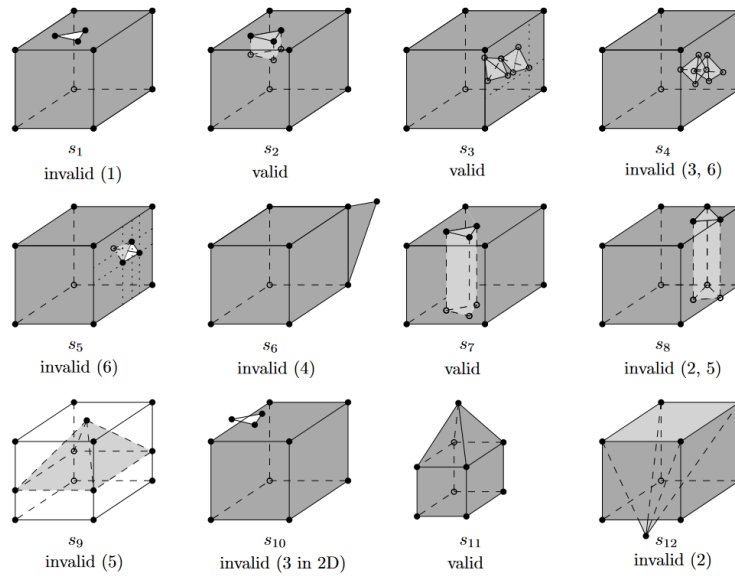 s1
invalid (1)
s2
valid
s3
valid
s4
invalid (3, 6)
s5
invalid (6)
s6
invalid (4)
s7
valid
s8
invalid (2, 5)
s9
invalid (5)
s10
invalid (3 in 2D)
s11
valid
s12
invalid (2)